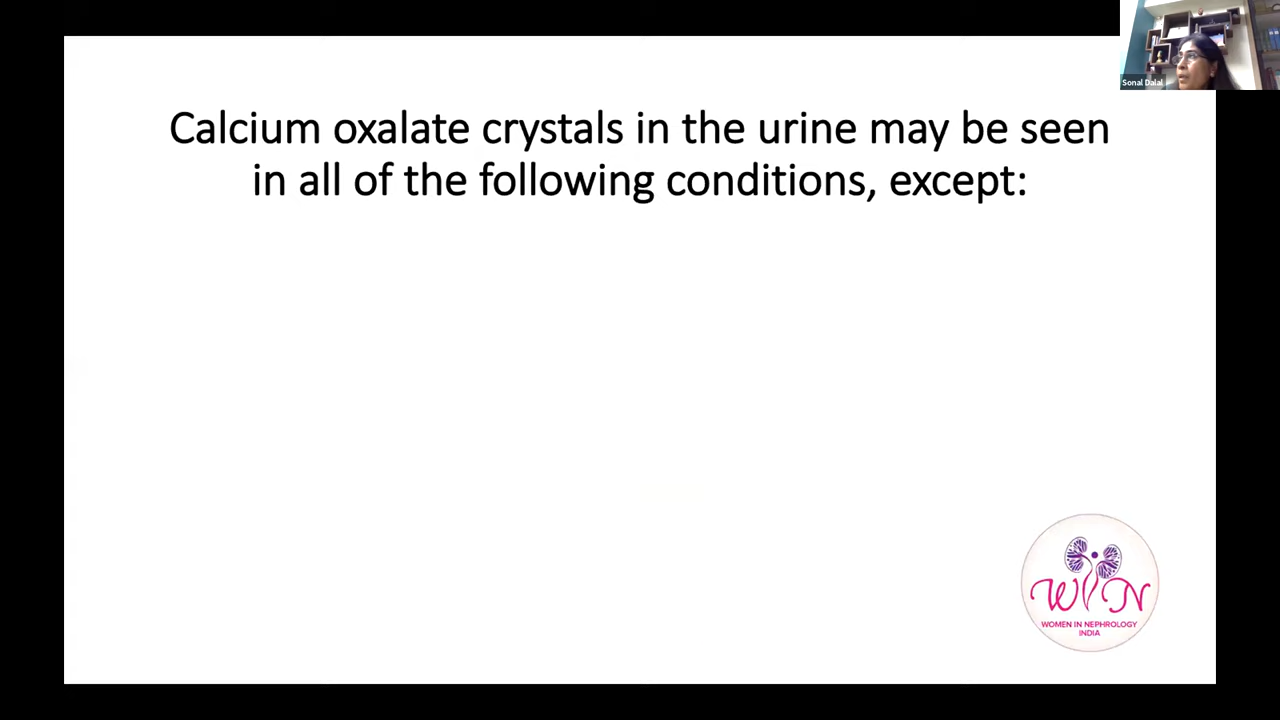 Sonal Dalal
Calcium oxalate crystals in the urine may be seen
in all of the following conditions, except:
WIN
WOMEN IN NEPHROLOGY
INDIA